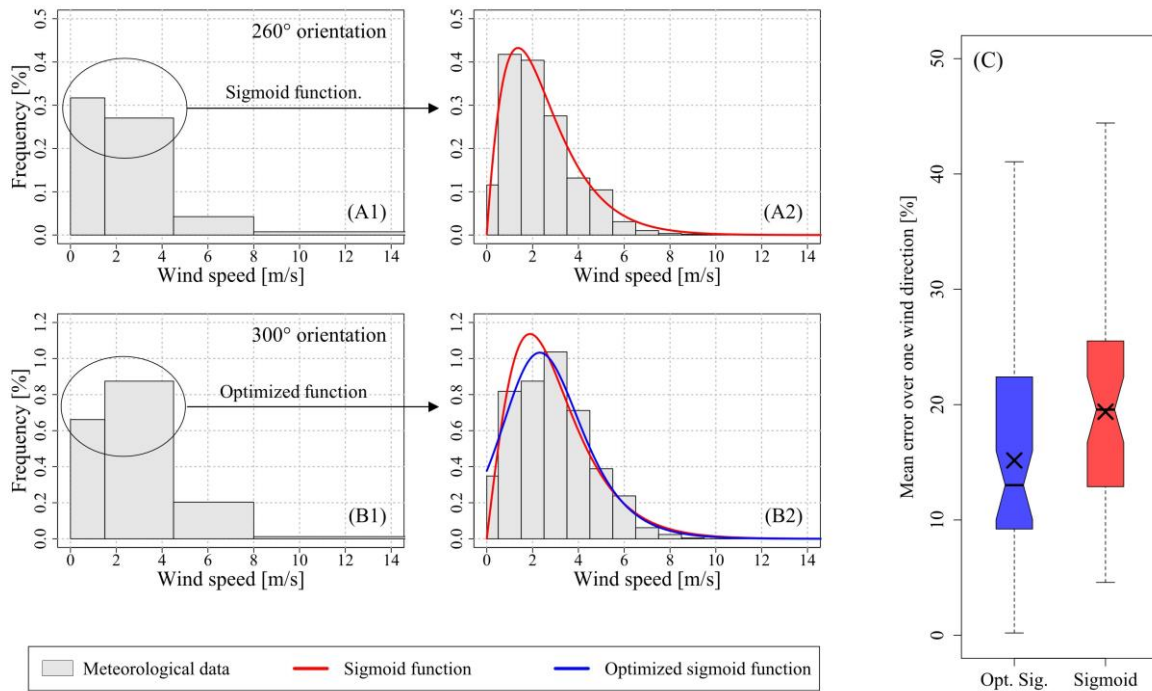 260° orientation
Sigmoid function.
(A1)
Frequency [%]
0.0 0.1 0.2 0.3 0.4 0.5
0 2 4 6 8 10 12 14
Wind speed [m/s]
(A2)
0.0 0.1 0.2 0.3 0.4 0.5
0 2 4 6 8 10 12 14
Wind speed [m/s]
300° orientation
Optimized function
(B1)
Frequency [%]
0.0 0.2 0.4 0.6 0.8 1.0 1.2
0 2 4 6 8 10 12 14
Wind speed [m/s]
(B2)
0.0 0.2 0.4 0.6 0.8 1.0 1.2
0 2 4 6 8 10 12 14
Wind speed [m/s]
(C)
Mean error over one wind direction [%]
0 10 20 30 40 50
Opt. Sig. Sigmoid
Meteorological data Sigmoid function Optimized sigmoid function